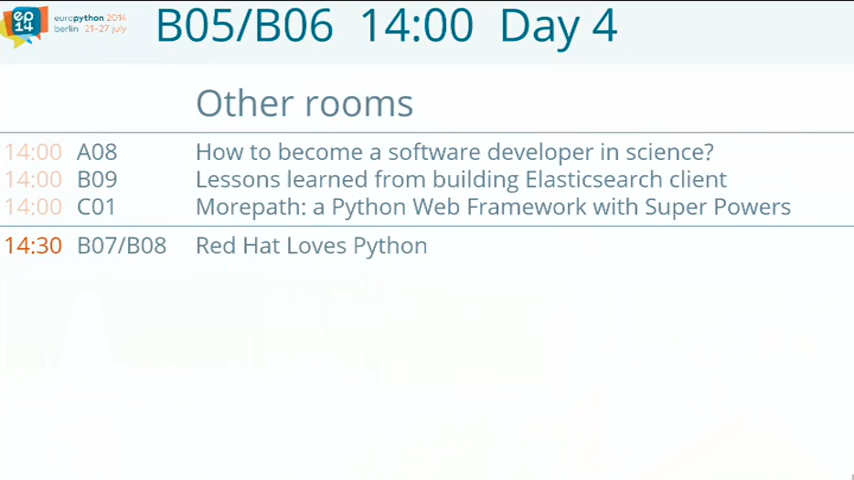 ep
14
europython 2014
berlin 21–27 july
B05/B06 14:00 Day 4
Other rooms
14:00 A08 How to become a software developer in science?
14:00 B09 Lessons learned from building Elasticsearch client
14:00 C01 Morepath: a Python Web Framework with Super Powers
14:30 B07/B08 Red Hat Loves Python